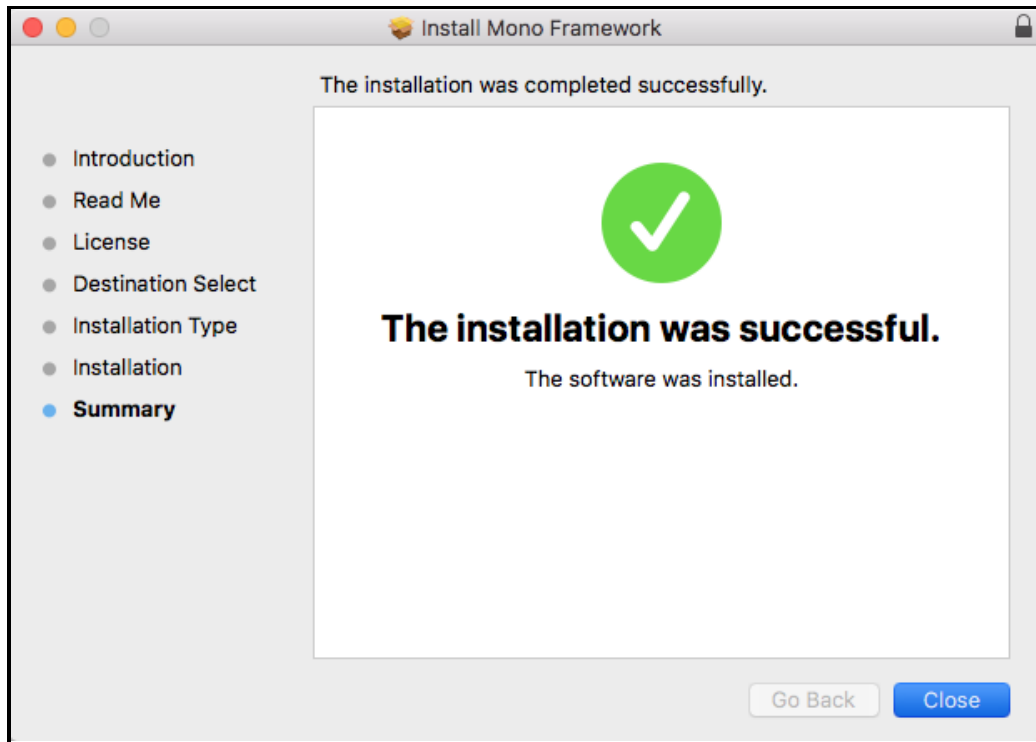 Install Mono Framework
The installation was completed successfully.
Introduction
Read Me
License
Destination Select
Installation Type
Installation
Summary
The installation was successful.
The software was installed.
Go Back
Close